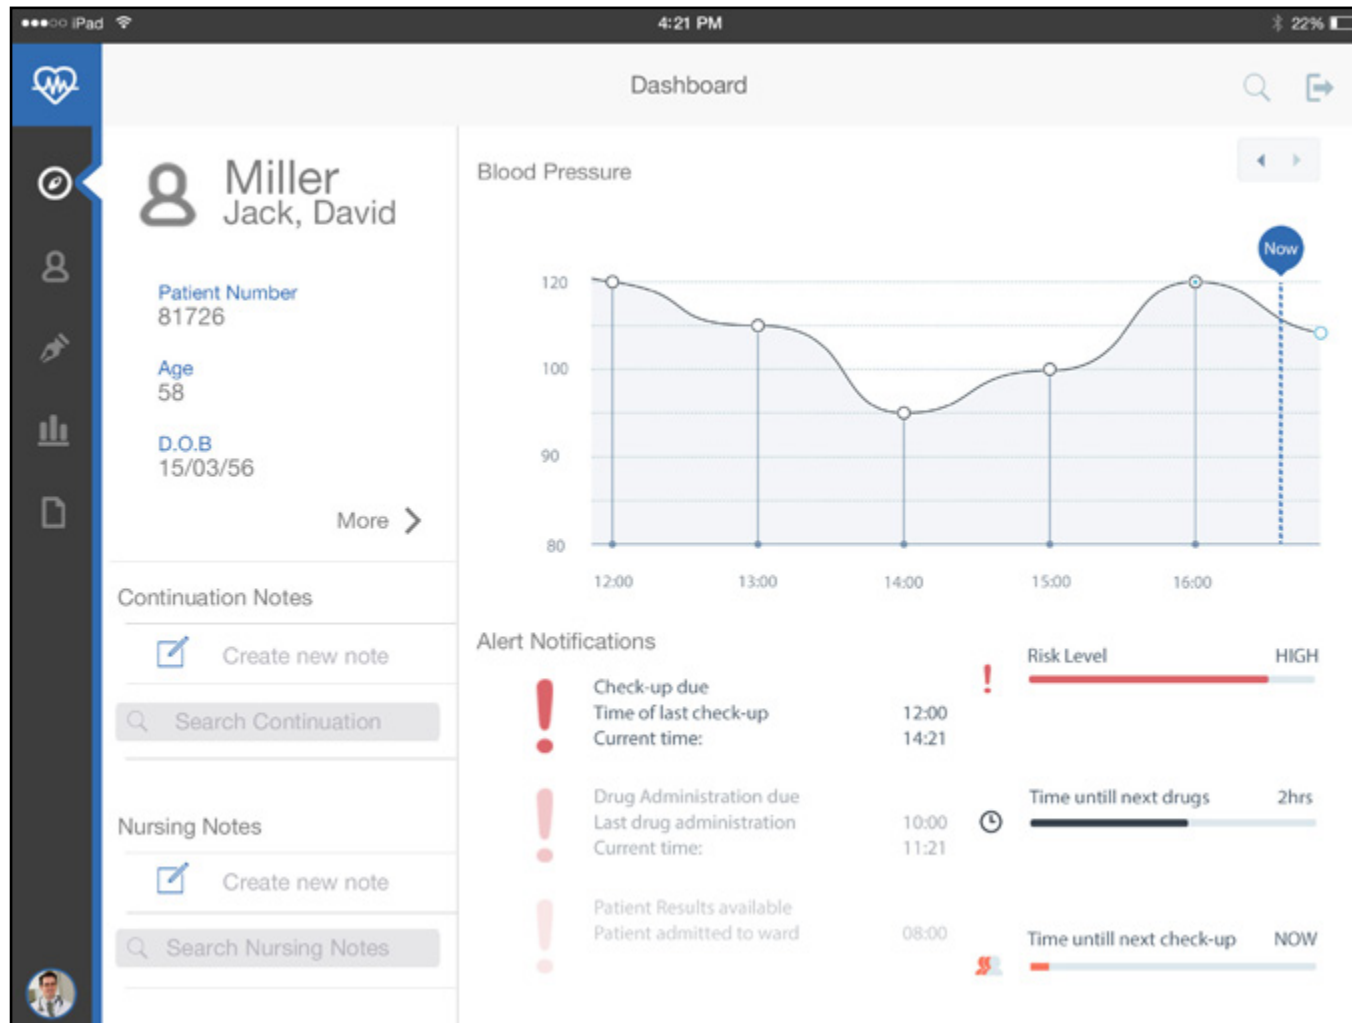 iPad
4:21 PM
22%
Dashboard
Miller
Jack, David
Patient Number
81726
Age
58
D.O.B
15/03/56
More
Continuation Notes
Create new note
Search Continuation
Nursing Notes
Create new note
Search Nursing Notes
Blood Pressure
Now
120
100
90
80
12:00 13:00 14:00 15:00 16:00
Alert Notifications
Check-up due
Time of last check-up 12:00
Current time: 14:21
Drug Administration due
Last drug administration 10:00
Current time: 11:21
Patient Results available
Patient admitted to ward 08:00
Risk Level HIGH
Time untill next drugs 2hrs
Time untill next check-up NOW